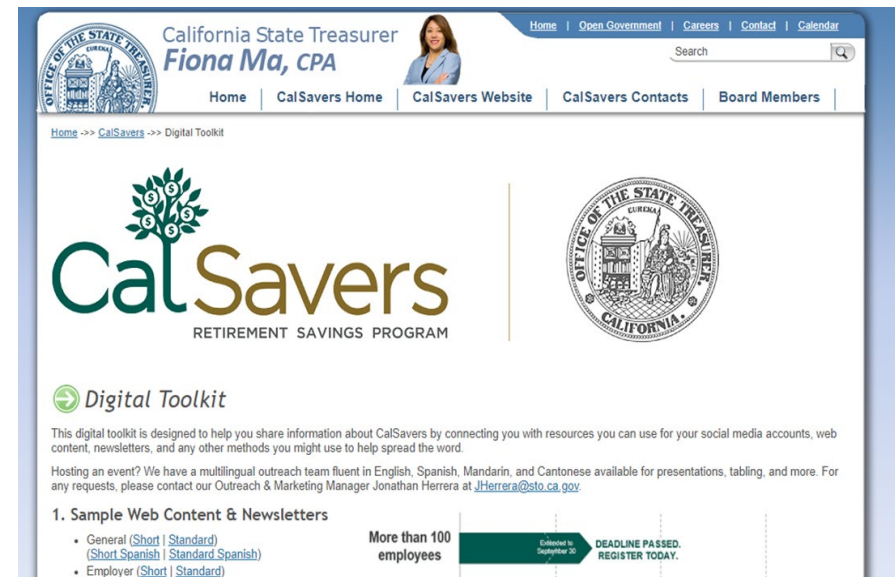 California State Treasurer
Fiona Ma, CPA
Home | Open Government | Careers | Contact | Calendar
Search
Home | CalSavers Home | CalSavers Website | CalSavers Contacts | Board Members |
OFFICE OF THE STATE TREASURER
EUREKA
Home ->> CalSavers ->> Digital Toolkit
CalSavers
RETIREMENT SAVINGS PROGRAM
OFFICE OF THE STATE TREASURER.
EUREKA
CALIFORNIA.
Digital Toolkit
This digital toolkit is designed to help you share information about CalSavers by connecting you with resources you can use for your social media accounts, web
content, newsletters, and any other methods you might use to help spread the word.
Hosting an event? We have a multilingual outreach team fluent in English, Spanish, Mandarin, and Cantonese available for presentations, tabling, and more. For
any requests, please contact our Outreach & Marketing Manager Jonathan Herrera at JHerrera@sto.ca.gov.
1. Sample Web Content & Newsletters
• General (Short | Standard)
(Short Spanish | Standard Spanish)
• Employer (Short | Standard)
More than 100
employees
Extended to
September 30
DEADLINE PASSED.
REGISTER TODAY.